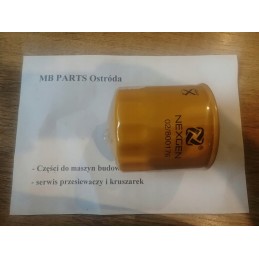 MB PARTS Ostróda
NEXGEN
- Części do maszyn budow
- serwis przesiewaczy i kruszarek